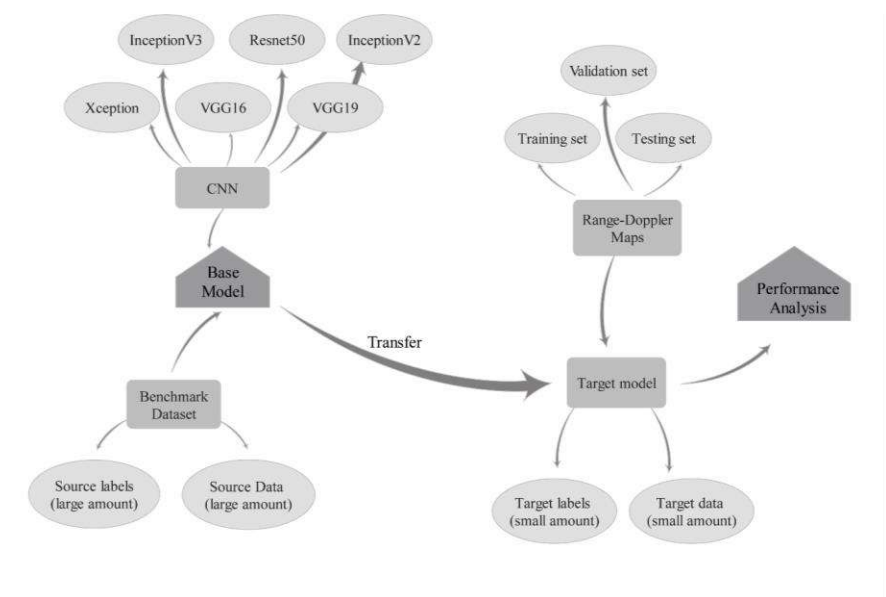 InceptionV3
Resnet50
InceptionV2
Xception
VGG16
VGG19
CNN
Base
Model
Benchmark
Dataset
Source labels
(large amount)
Source Data
(large amount)
Transfer
Validation set
Training set
Testing set
Range-Doppler
Maps
Target model
Target labels
(small amount)
Target data
(small amount)
Performance
Analysis